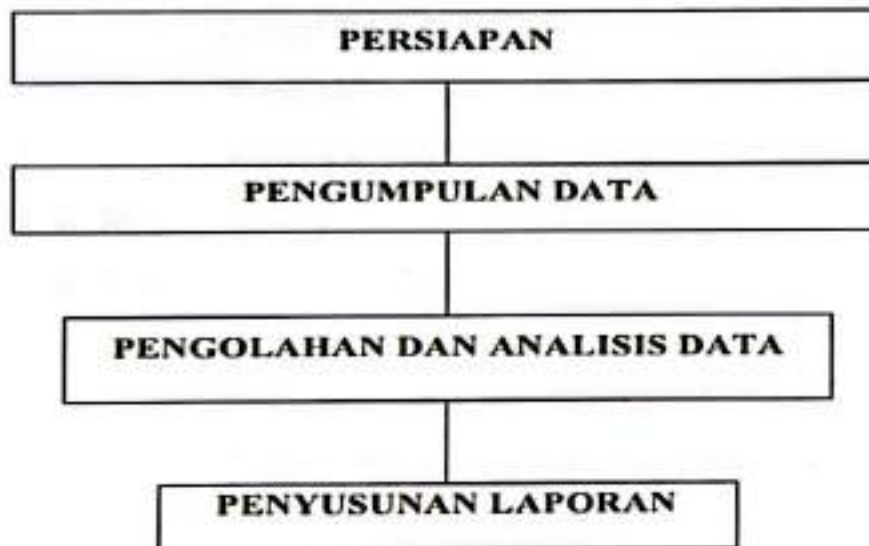 PERSIAPAN
PENGUMPULAN DATA
PENGOLAHAN DAN ANALISIS DATA
PENYUSUNAN LAPORAN